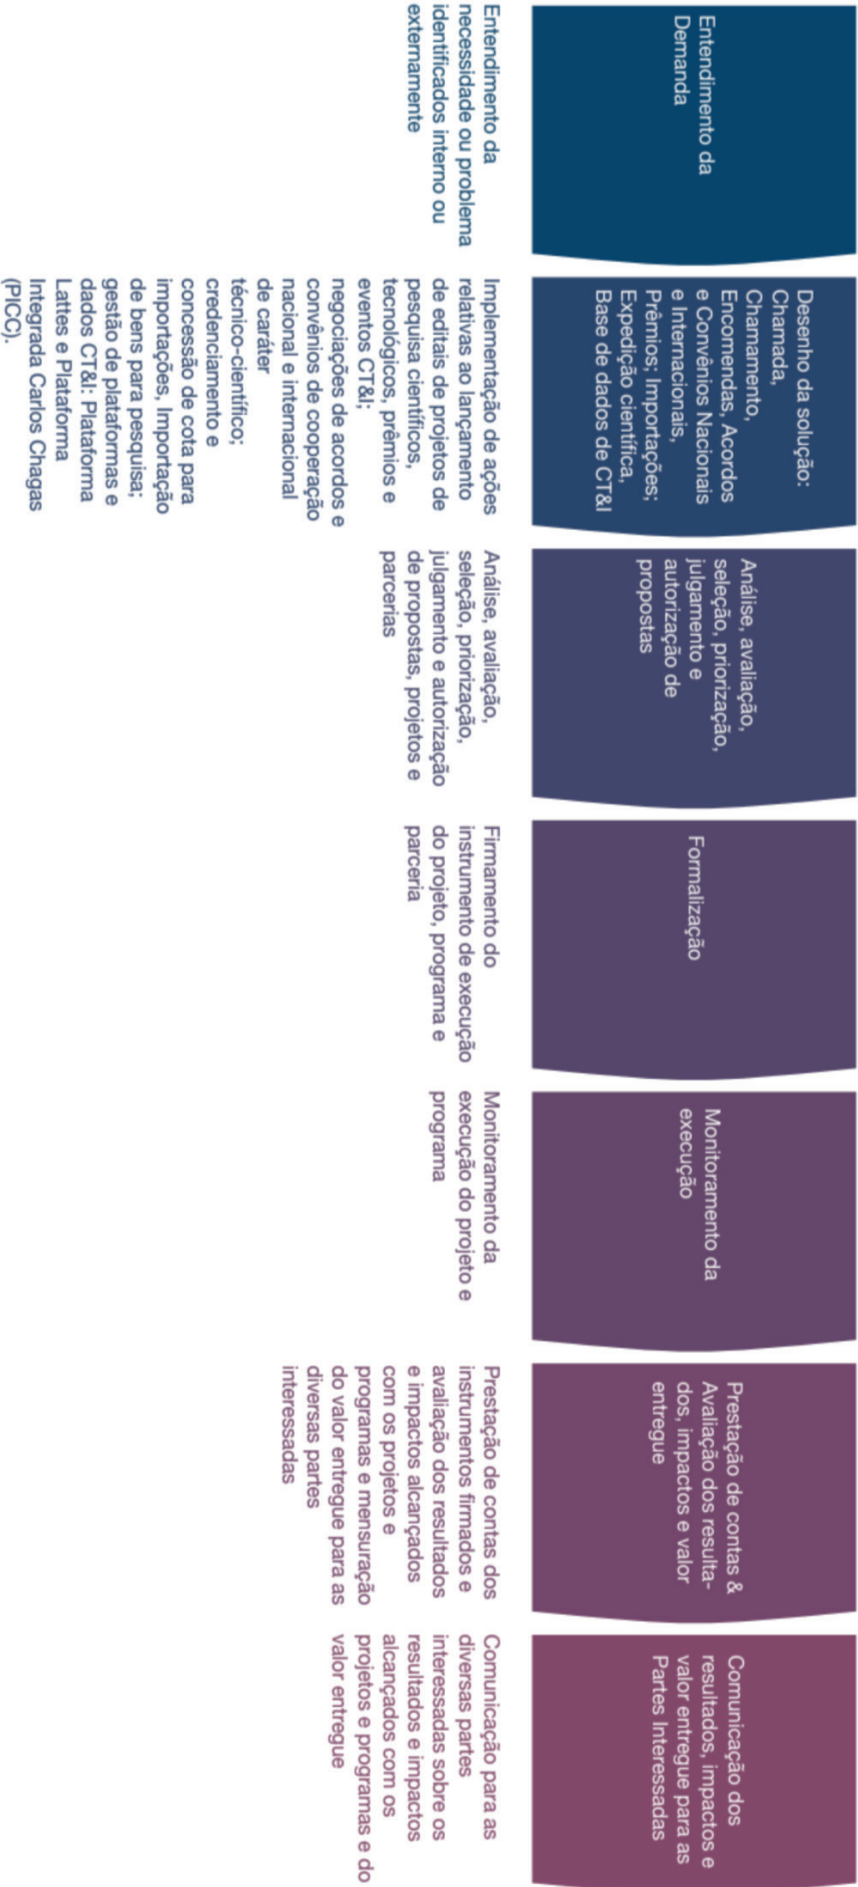 Entendimento da
Demanda
Entendimento da
necessidade ou problema
identificados interno ou
externamente
Desenho da solução:
Chamada,
Chamamento,
Encomendas, Acordos
e Convênios Nacionais
e Internacionais,
Prêmios; Importações;
Expedição científica,
Base de dados de CT&I
Implementação de ações
relativas ao lançamento
de editais de projetos de
pesquisa científicos,
tecnológicos, prêmios e
eventos CT&I;
negociações de acordos e
convênios de cooperação
nacional e internacional
de caráter
técnico-científico;
credenciamento e
concessão de cota para
importações, Importação
de bens para pesquisa;
gestão de plataformas e
dados CT&I: Plataforma
Lattes e Plataforma
Integrada Carlos Chagas
(PICC).
Análise, avaliação,
seleção, priorização,
julgamento e
autorização de
propostas
Análise, avaliação,
seleção, priorização,
julgamento e autorização
de propostas, projetos e
parcerias
Formalização
Firmamento do
instrumento de execução
do projeto, programa e
parceria
Monitoramento da
execução
Monitoramento da
execução do projeto e
programa
Prestação de contas &
Avaliação dos resulta-
dos, impactos e valor
entregue
Prestação de contas dos
instrumentos firmados e
avaliação dos resultados
e impactos alcançados
com os projetos e
programas e mensuração
do valor entregue para as
diversas partes
interessadas
Comunicação dos
resultados, impactos e
valor entregue para as
Partes Interessadas
Comunicação para as
diversas partes
interessadas sobre os
resultados e impactos
alcançados com os
projetos e programas e do
valor entregue